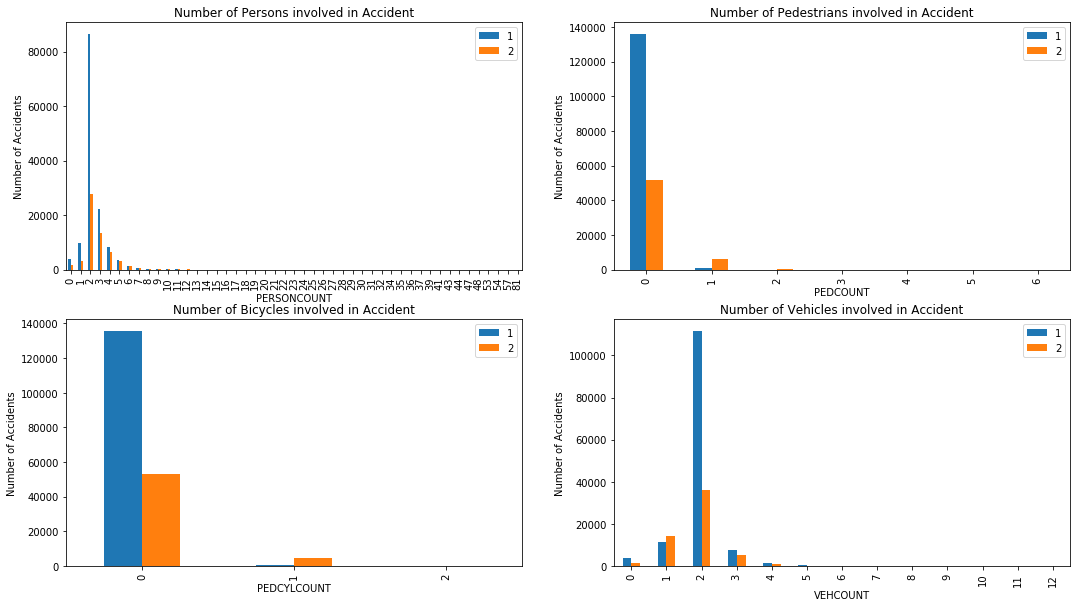 Number of Persons involved in Accident
Number of Accidents
80000
60000
40000
20000
0
1
2
0 1 2 3 4 5 6 7 8 9 10 11 12 13 14 15 16 17 18 19 20 21 22 23 24 25 26 27 28 29 30 31 32 34 35 36 37 39 41 43 44 47 48 53 54 57 81
PERSONCOUNT
Number of Pedestrians involved in Accident
Number of Accidents
140000
120000
100000
80000
60000
40000
20000
0
1
2
0 1 2 3 4 5 6
PEDCOUNT
Number of Bicycles involved in Accident
Number of Accidents
140000
120000
100000
80000
60000
40000
20000
0
1
2
0 1 2
PEDCYLCOUNT
Number of Vehicles involved in Accident
Number of Accidents
100000
80000
60000
40000
20000
0
1
2
0 1 2 3 4 5 6 7 8 9 10 11 12
VEHCOUNT